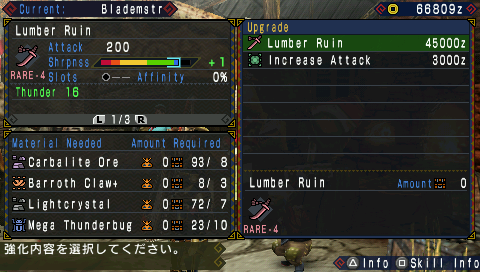 Current: Blademstr
66809z
Lumber Ruin
Attack 200
Shrpnss +1
RARE-4
Slots Affinity 0%
Thunder 16
L 1/3 R
Material Needed Amount Required
Carbalite Ore 0 93/ 8
Barroth Claw+ 0 8/ 3
Lightcrystal 0 72/ 7
Mega Thunderbug 0 23/10
Upgrade
Lumber Ruin 45000z
Increase Attack 3000z
Lumber Ruin Amount 0
RARE-4
強化内容を選択してください。
Info Skill Info